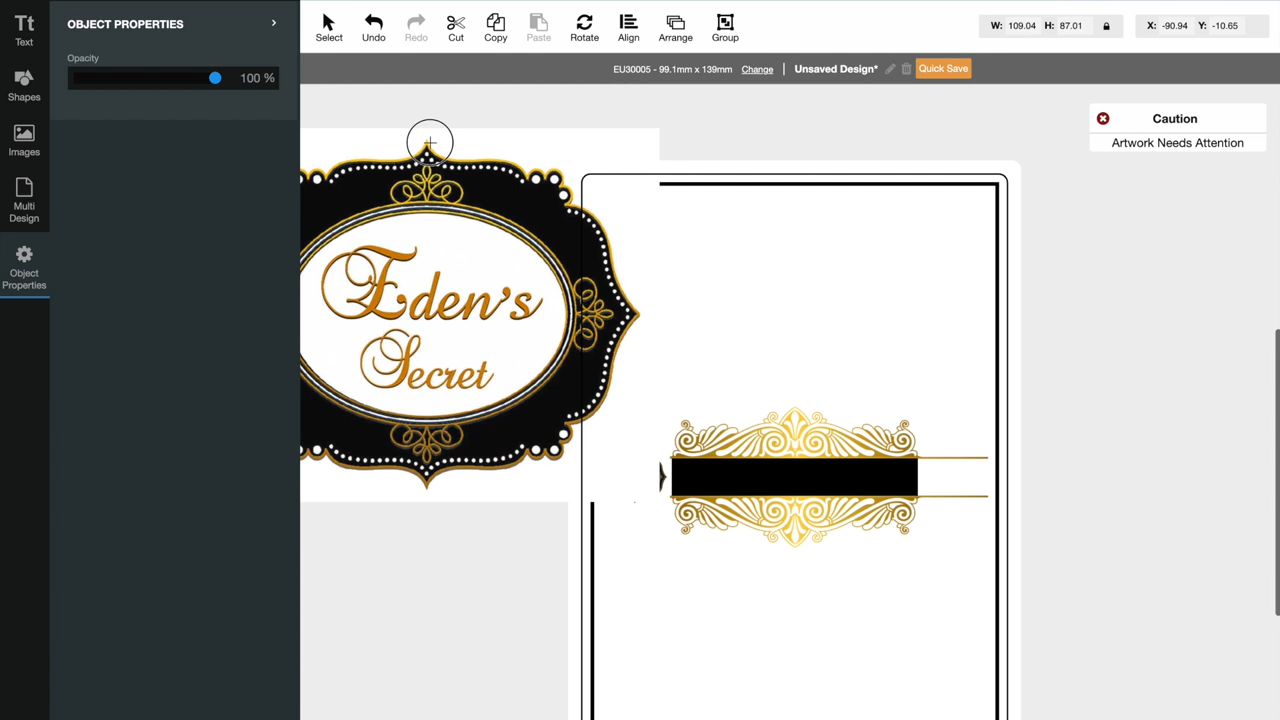 Tt
Text
Shapes
Images
Multi
Design
Object
Properties
OBJECT PROPERTIES
Opacity
100 %
Select
Undo
Redo
Cut
Copy
Paste
Rotate
Align
Arrange
Group
W: 109.04 H: 87.01
X: -90.94 Y: -10.65
EU30005 - 99.1mm x 139mm Change | Unsaved Design* Quick Save
Caution
Artwork Needs Attention
Eden's
Secret